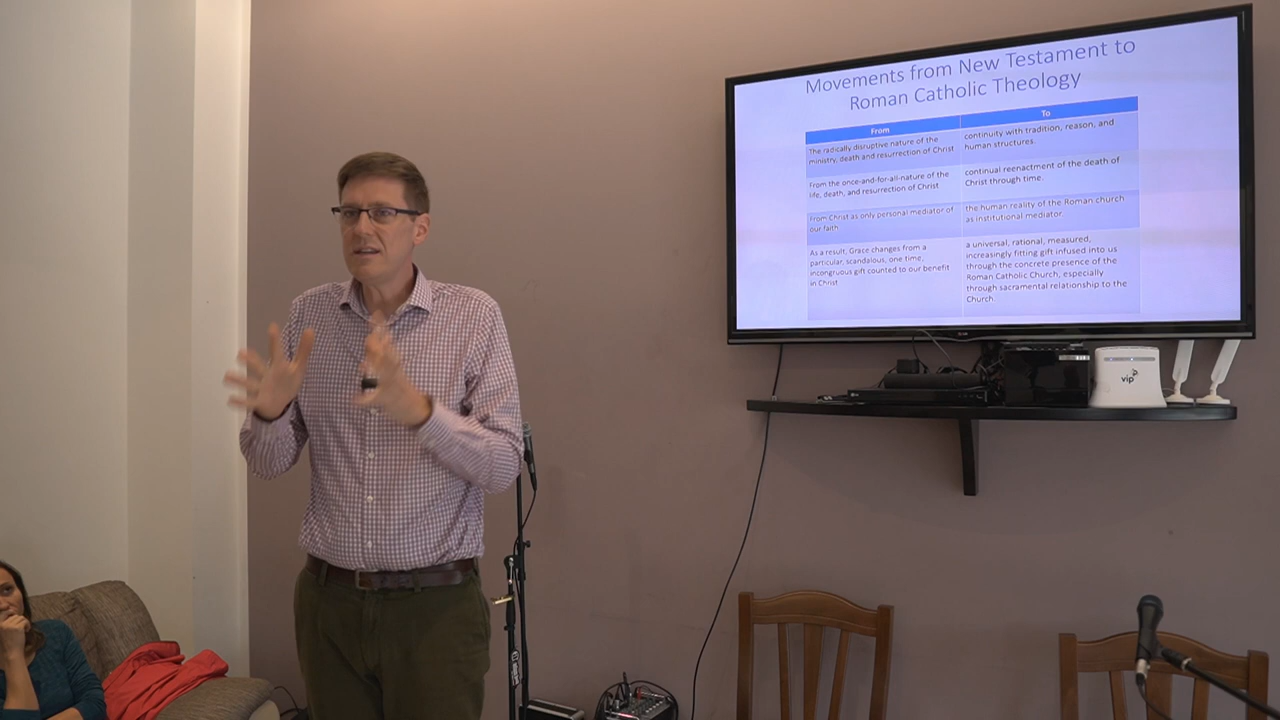 Movements from New Testament to
Roman Catholic Theology
From
To
The radically disruptive nature of the
ministry, death and resurrection of Christ
continuity with tradition, reason, and
human structures.
From the once-and-for-all-nature of the
life, death, and resurrection of Christ
continual reenactment of the death of
Christ through time.
From Christ as only personal mediator of
our faith
the human reality of the Roman church
as institutional mediator.
As a result, Grace changes from a
particular, scandalous, one time,
incongruous gift counted to our benefit
in Christ
a universal, rational, measured,
increasingly fitting gift infused into us
through the concrete presence of the
Roman Catholic Church, especially
through sacramental relationship to the
Church.
vip